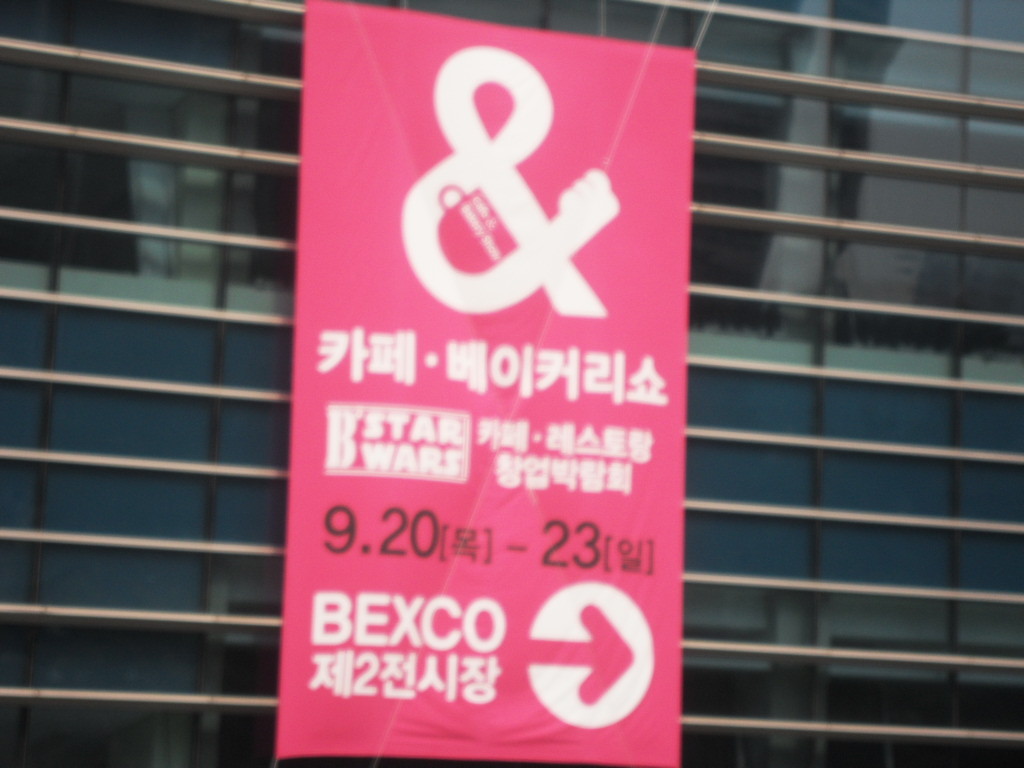 &
카페·베이커리쇼
B STAR WARS
카페·레스토랑
창업박람회
9.20[목] - 23[일]
BEXCO
제2전시장